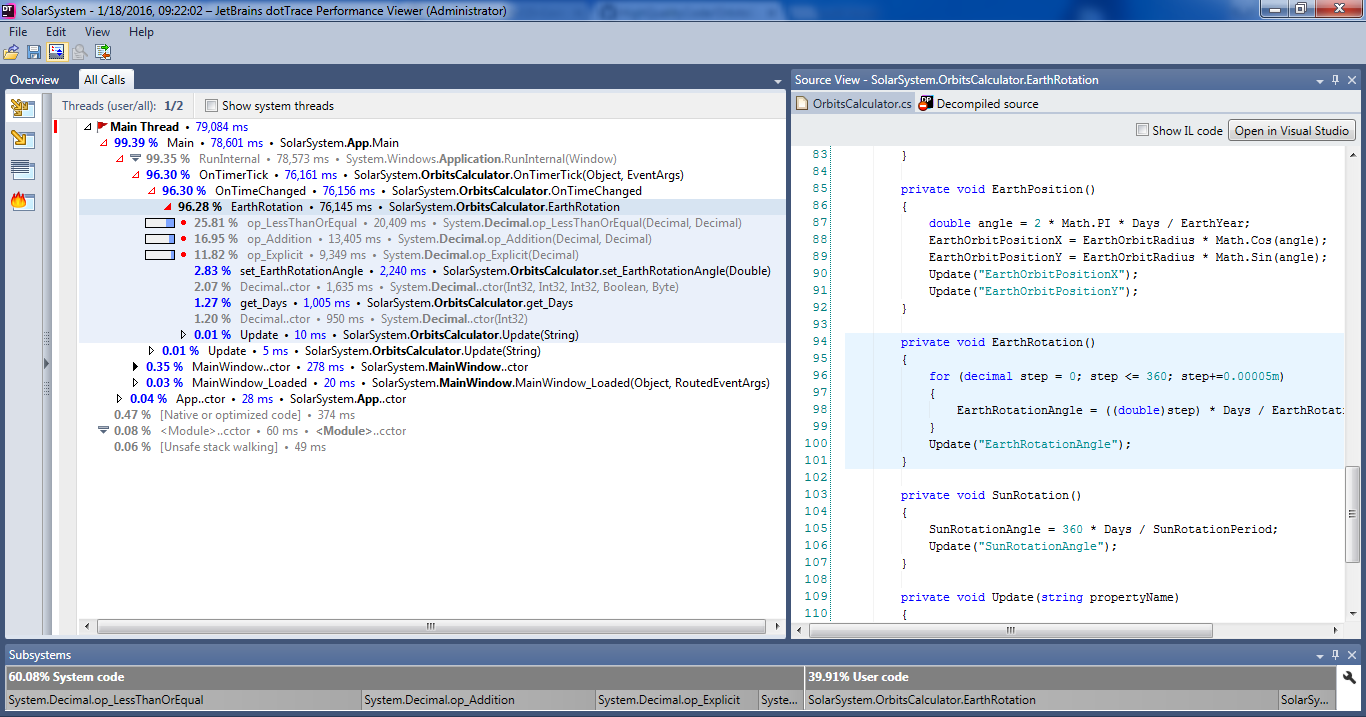 SolarSystem - 1/18/2016, 09:22:02 – JetBrains dotTrace Performance Viewer (Administrator)
File Edit View Help
Overview All Calls
Threads (user/all): 1/2 Show system threads
Main Thread • 79,084 ms
99.39 % Main • 78,601 ms • SolarSystem.App.Main
99.35 % RunInternal • 78,573 ms • System.Windows.Application.RunInternal(Window)
96.30 % OnTimerTick • 76,161 ms • SolarSystem.OrbitsCalculator.OnTimerTick(Object, EventArgs)
96.30 % OnTimeChanged • 76,156 ms • SolarSystem.OrbitsCalculator.OnTimeChanged
96.28 % EarthRotation • 76,145 ms • SolarSystem.OrbitsCalculator.EarthRotation
25.81 % op_LessThanOrEqual • 20,409 ms • System.Decimal.op_LessThanOrEqual(Decimal, Decimal)
16.95 % op_Addition • 13,405 ms • System.Decimal.op_Addition(Decimal, Decimal)
11.82 % op_Explicit • 9,349 ms • System.Decimal.op_Explicit(Decimal)
2.83 % set_EarthRotationAngle • 2,240 ms • SolarSystem.OrbitsCalculator.set_EarthRotationAngle(Double)
2.07 % Decimal..ctor • 1,635 ms • System.Decimal..ctor(Int32, Int32, Int32, Boolean, Byte)
1.27 % get_Days • 1,005 ms • SolarSystem.OrbitsCalculator.get_Days
1.20 % Decimal..ctor • 950 ms • System.Decimal..ctor(Int32)
0.01 % Update • 10 ms • SolarSystem.OrbitsCalculator.Update(String)
0.01 % Update • 5 ms • SolarSystem.OrbitsCalculator.Update(String)
0.35 % MainWindow..ctor • 278 ms • SolarSystem.MainWindow..ctor
0.03 % MainWindow_Loaded • 20 ms • SolarSystem.MainWindow.MainWindow_Loaded(Object, RoutedEventArgs)
0.04 % App..ctor • 28 ms • SolarSystem.App..ctor
0.47 % [Native or optimized code] • 374 ms
0.08 % <Module>..cctor • 60 ms • <Module>..cctor
0.06 % [Unsafe stack walking] • 49 ms
Source View - SolarSystem.OrbitsCalculator.EarthRotation
OrbitsCalculator.cs Decompiled source
Show IL code Open in Visual Studio
83 }
84
85 private void EarthPosition()
86 {
87 double angle = 2 * Math.PI * Days / EarthYear;
88 EarthOrbitPositionX = EarthOrbitRadius * Math.Cos(angle);
89 EarthOrbitPositionY = EarthOrbitRadius * Math.Sin(angle);
90 Update("EarthOrbitPositionX");
91 Update("EarthOrbitPositionY");
92 }
93
94 private void EarthRotation()
95 {
96 for (decimal step = 0; step <= 360; step+=0.00005m)
97 {
98 EarthRotationAngle = ((double)step) * Days / EarthRotati
99 }
100 Update("EarthRotationAngle");
101 }
102
103 private void SunRotation()
104 {
105 SunRotationAngle = 360 * Days / SunRotationPeriod;
106 Update("SunRotationAngle");
107 }
108
109 private void Update(string propertyName)
110 {
Subsystems
60.08% System code 39.91% User code
System.Decimal.op_LessThanOrEqual System.Decimal.op_Addition System.Decimal.op_Explicit Syste... SolarSystem.OrbitsCalculator.EarthRotation SolarSy...